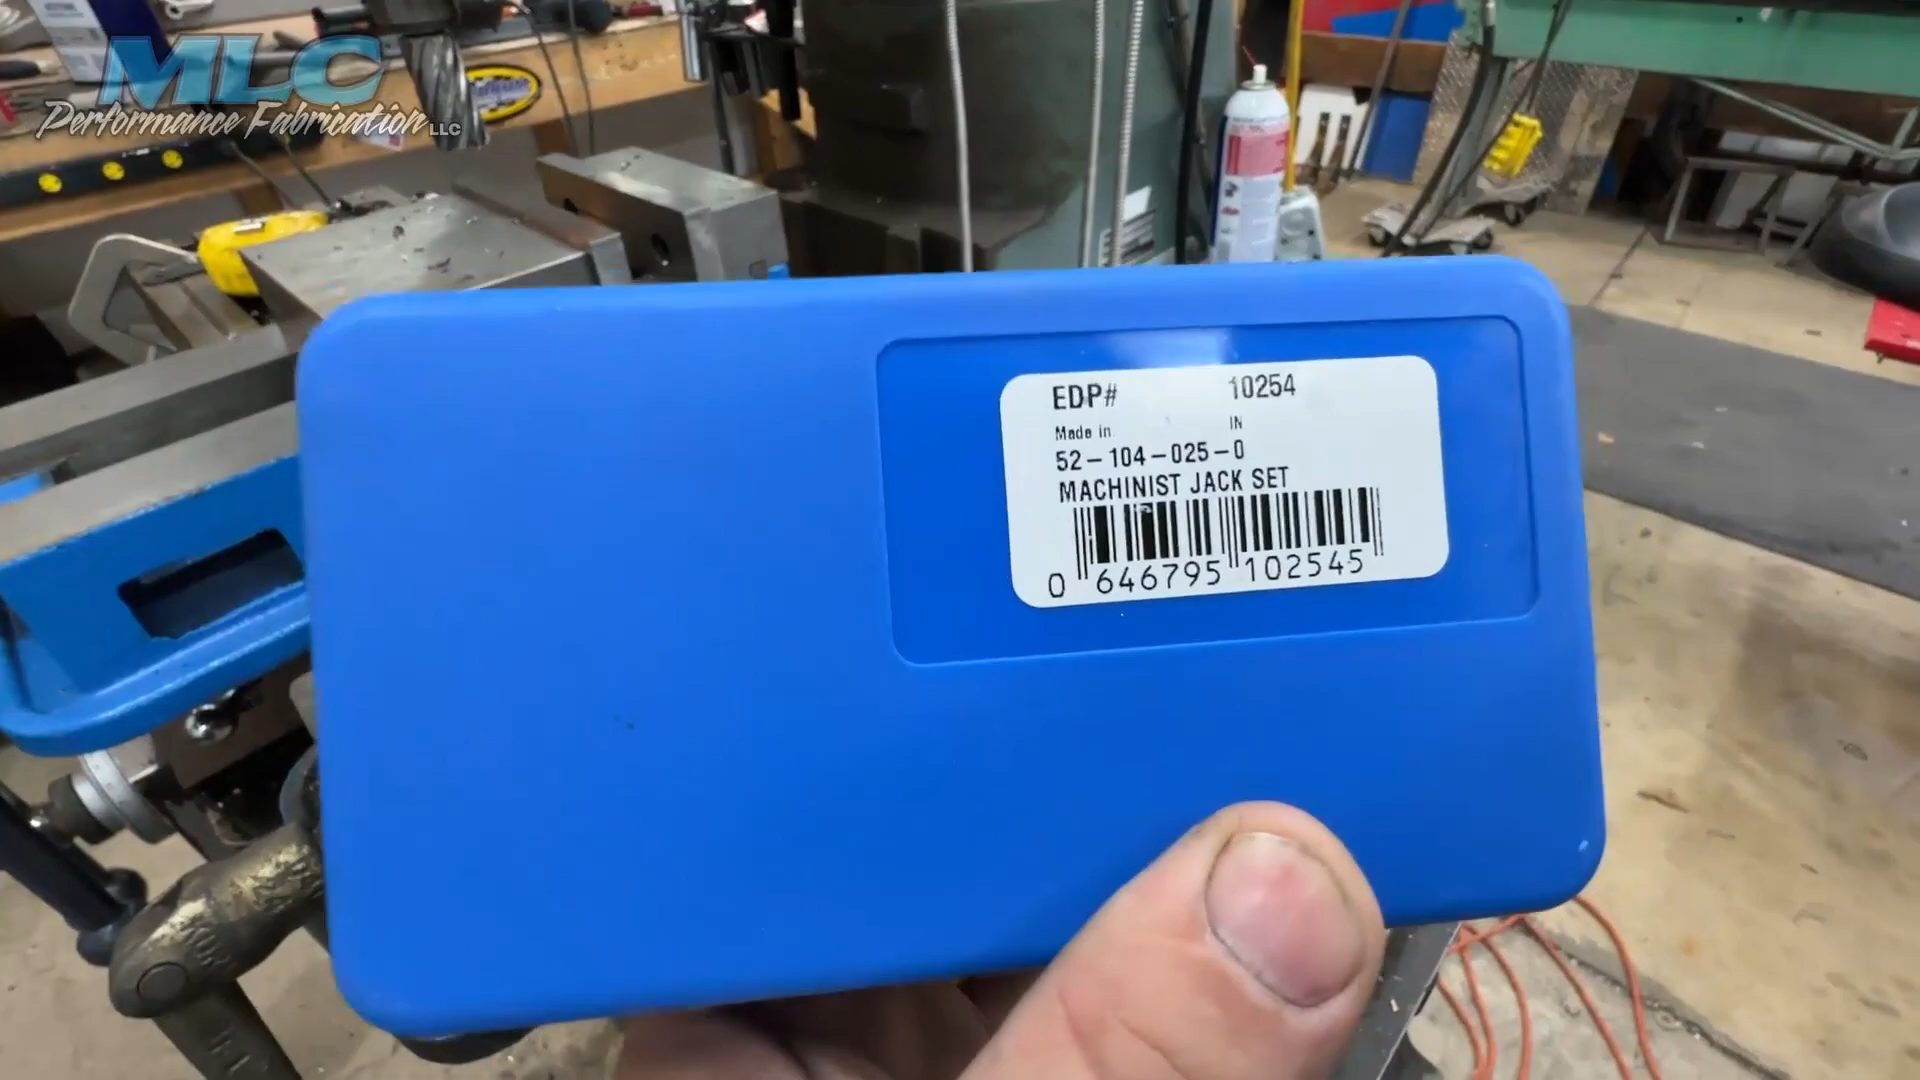 MLC
Performance Fabrication LLC
EDP# 10254
Made in IN
52-104-025-0
MACHINIST JACK SET
0 646795 102545